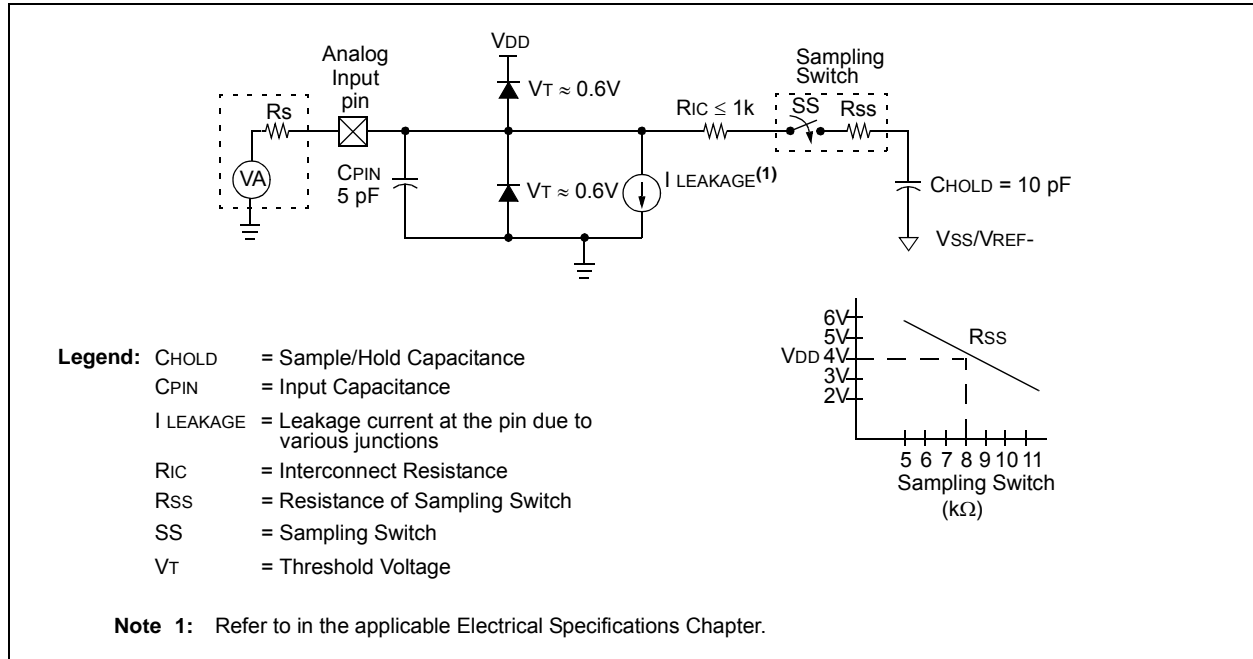 Analog
Input
pin
VDD
VT ≈ 0.6V
Sampling
Switch
Rs
RIC ≤ 1k
SS
Rss
VA
CPIN
5 pF
VT ≈ 0.6V
I LEAKAGE(1)
CHOLD = 10 pF
VSS/VREF-
Legend: CHOLD = Sample/Hold Capacitance
CPIN = Input Capacitance
I LEAKAGE = Leakage current at the pin due to
various junctions
RIC = Interconnect Resistance
RSS = Resistance of Sampling Switch
SS = Sampling Switch
VT = Threshold Voltage
6V
5V
VDD 4V
3V
2V
RSS
5 6 7 8 9 10 11
Sampling Switch
(kΩ)
Note 1: Refer to in the applicable Electrical Specifications Chapter.